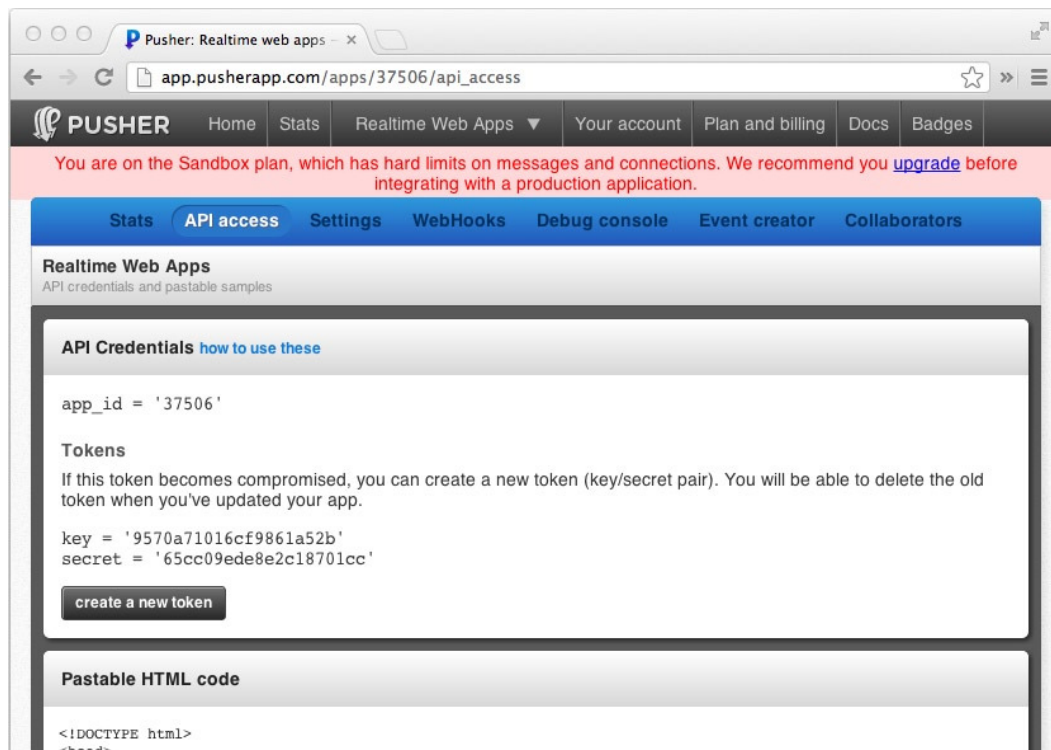 Pusher: Realtime web apps –
app.pusherapp.com/apps/37506/api_access
PUSHER Home Stats Realtime Web Apps ▼ Your account Plan and billing Docs Badges
You are on the Sandbox plan, which has hard limits on messages and connections. We recommend you upgrade before
integrating with a production application.
Stats API access Settings WebHooks Debug console Event creator Collaborators
Realtime Web Apps
API credentials and pastable samples
API Credentials how to use these
app_id = '37506'
Tokens
If this token becomes compromised, you can create a new token (key/secret pair). You will be able to delete the old
token when you've updated your app.
key = '9570a71016cf9861a52b'
secret = '65cc09ede8e2c18701cc'
create a new token
Pastable HTML code
<!DOCTYPE html>